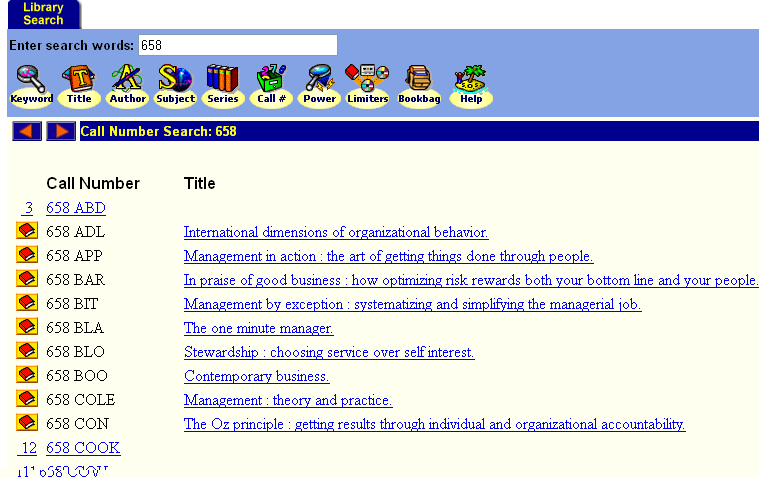 Library
Search
Enter search words: 658
Keyword Title Author Subject Series Call # Power Limiters Bookbag Help
Call Number Search: 658
Call Number Title
3 658 ABD
658 ADL International dimensions of organizational behavior.
658 APP Management in action : the art of getting things done through people.
658 BAR In praise of good business : how optimizing risk rewards both your bottom line and your people.
658 BIT Management by exception : systematizing and simplifying the managerial job.
658 BLA The one minute manager.
658 BLO Stewardship : choosing service over self interest.
658 BOO Contemporary business.
658 COLE Management : theory and practice.
658 CON The Oz principle : getting results through individual and organizational accountability.
12 658 COOK